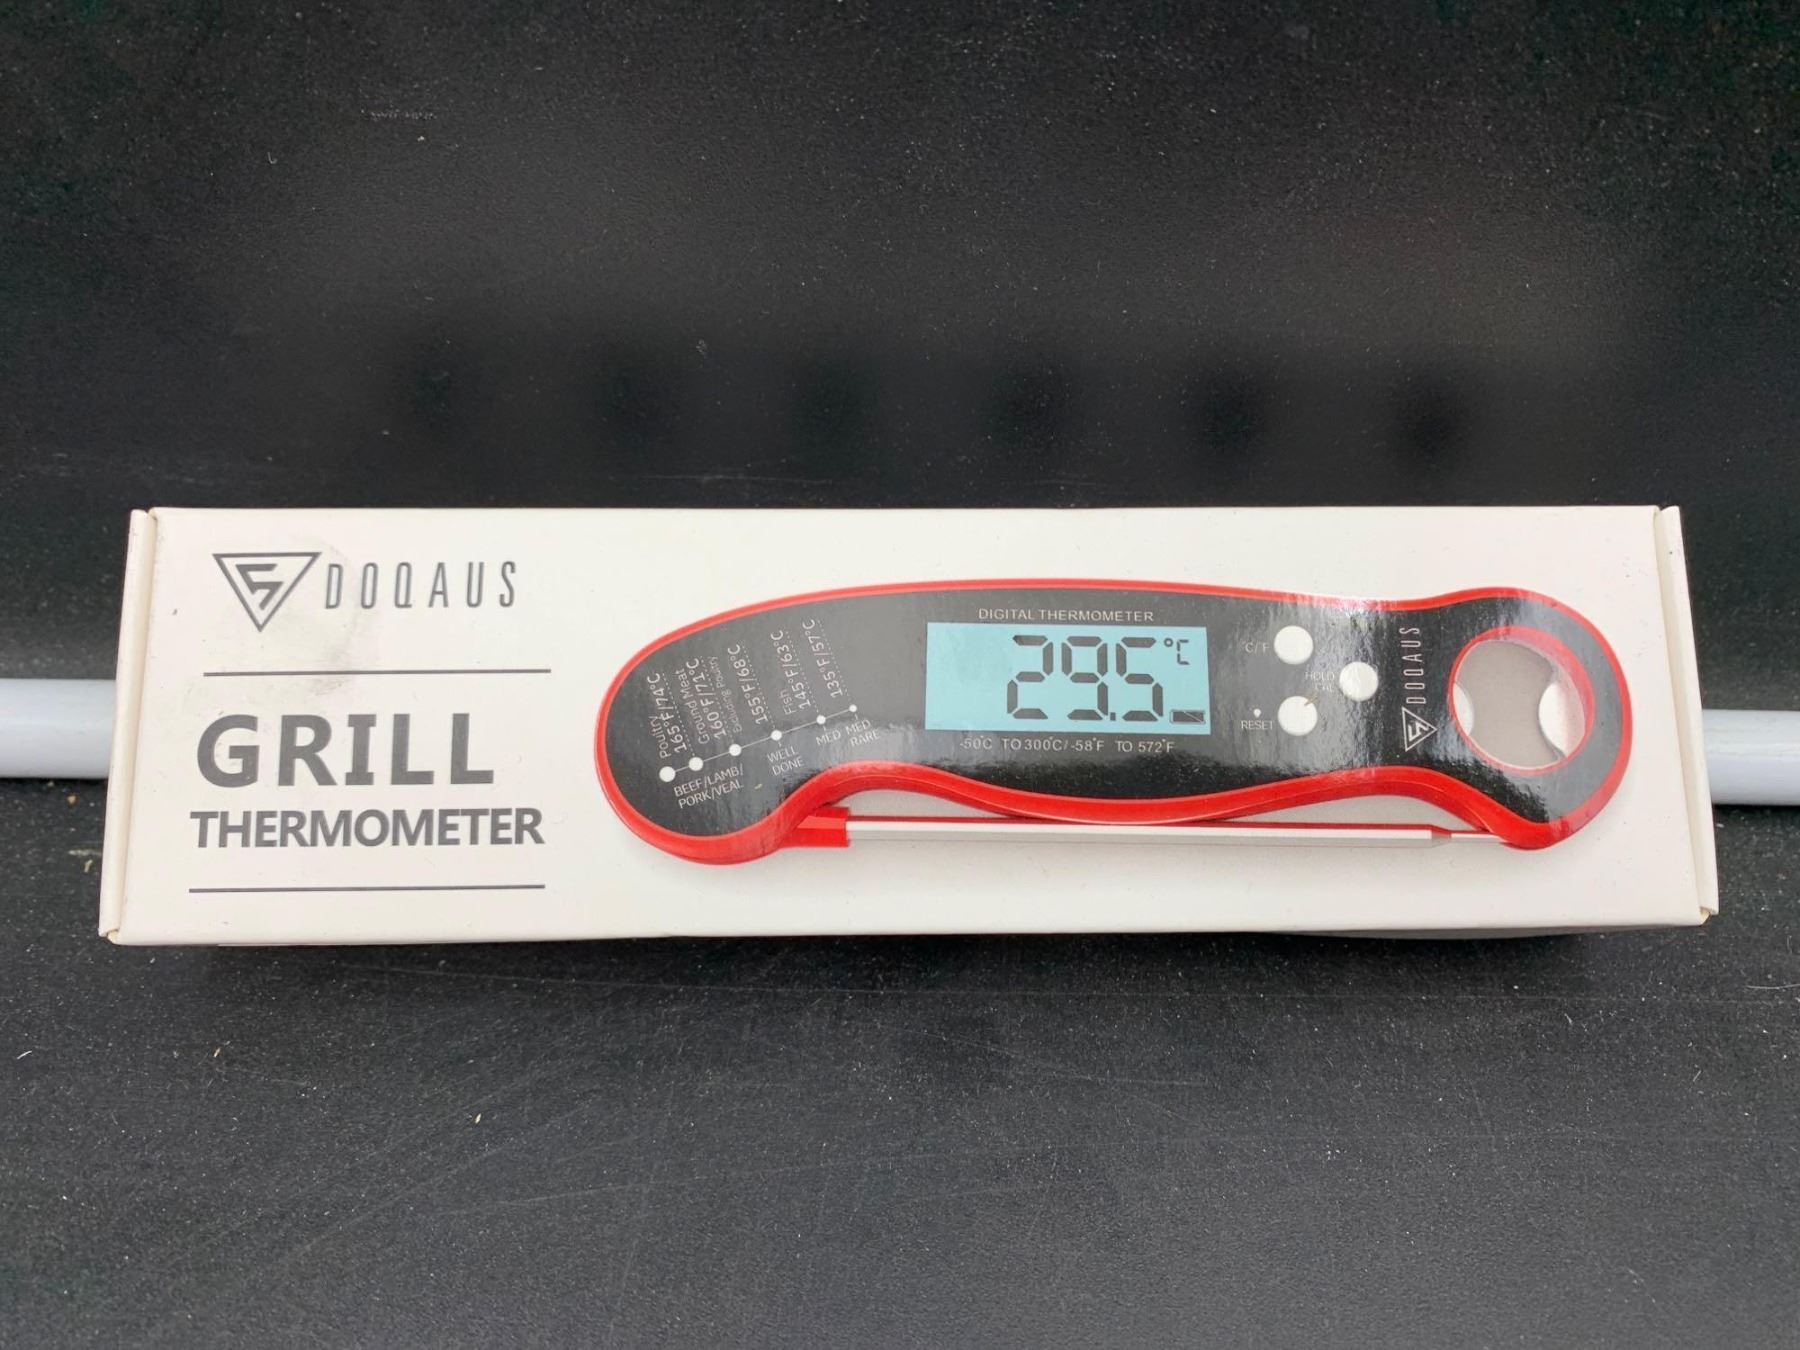 DOQAUS
GRILL
THERMOMETER
DIGITAL THERMOMETER
29.5°C
-50°C TO 300°C/-58°F TO 572°F
°C/F
HOLD
CAL
RESET
DOQAUS
Poultry
165°F/74°C
Ground Meat
160°F/71°C
Excluding Poultry
155°F/68°C
Fish
145°F/63°C
135°F/57°C
BEEF/LAMB/
PORK/VEAL
WELL
DONE
MED
MED
RARE